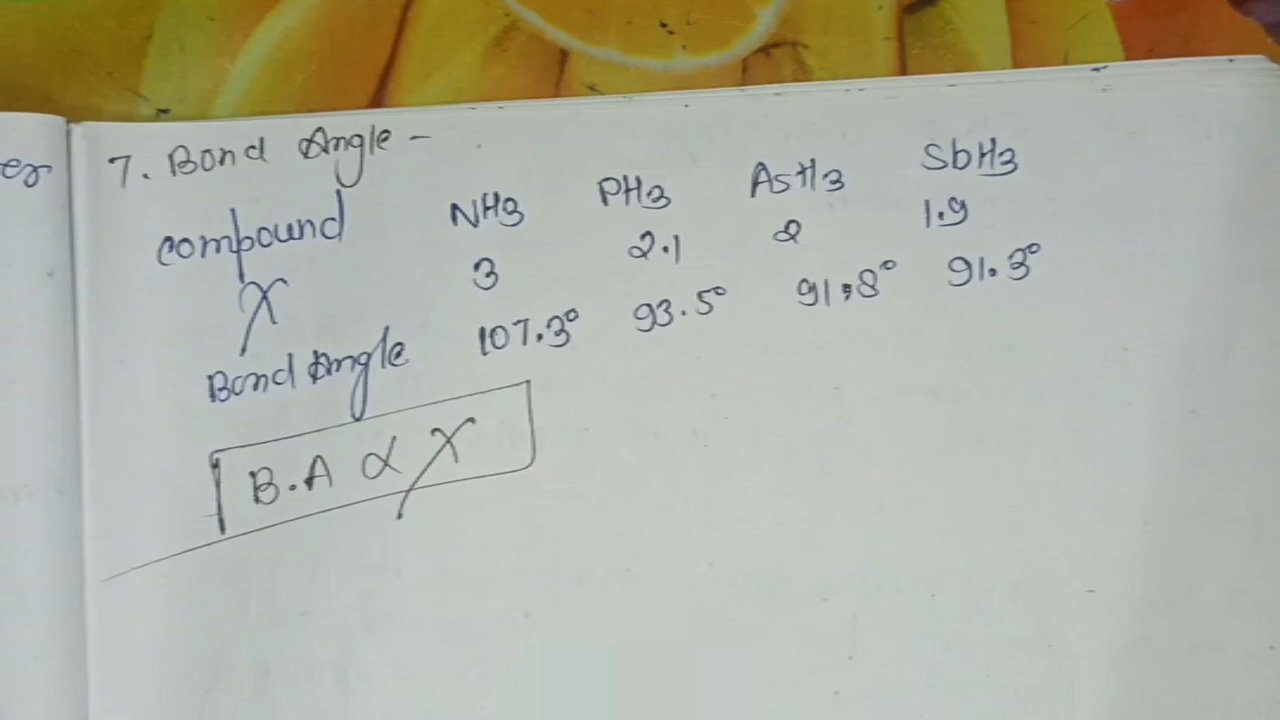 er
7. Bond Angle -
compound NH3 PH3 AsH3 SbH3
χ 3 2.1 2 1.9
Bond Angle 107.3° 93.5° 91.8° 91.3°
B.A ∝ χ